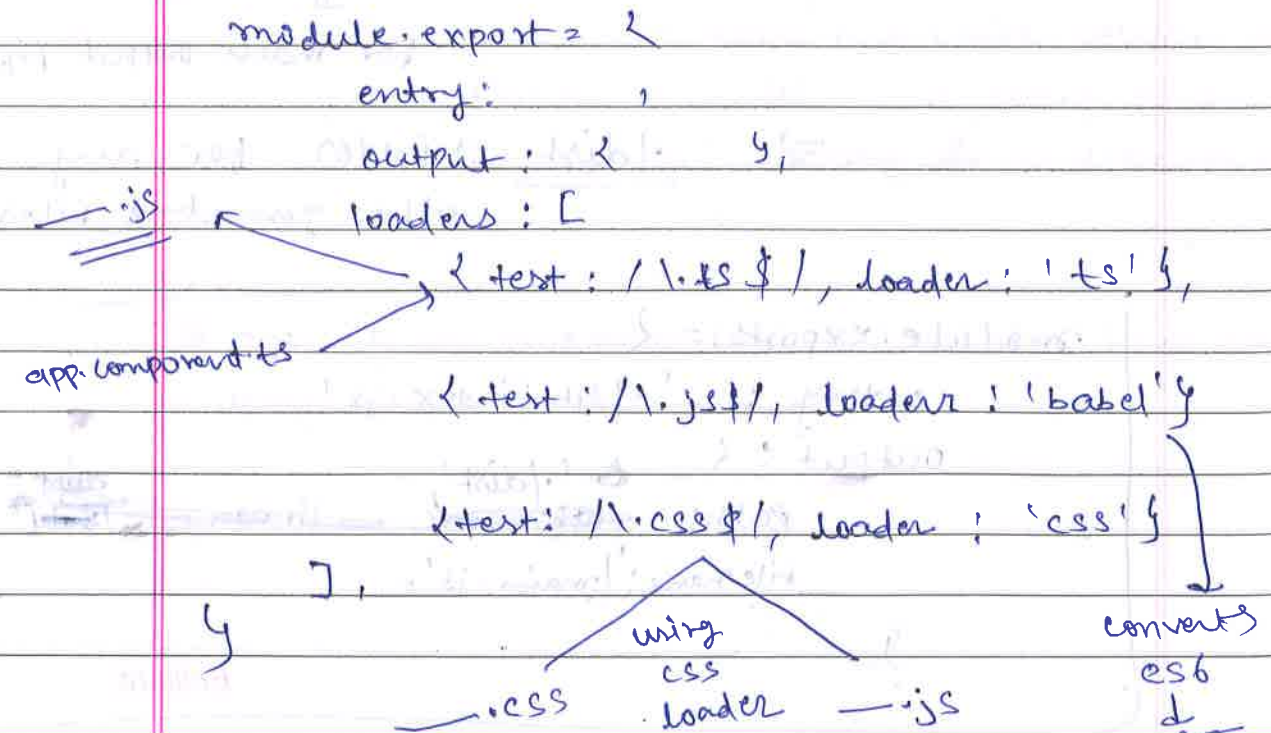 module.export = {
entry: ,
output: { },
.js
loaders: [
{ test: /\.ts$/, loader: 'ts' },
app.component.ts
{ test: /\.js$/, loader: 'babel' }
{ test: /\.css$/, loader: 'css' }
],
}
using
css
loader
.css
.js
converts
es6